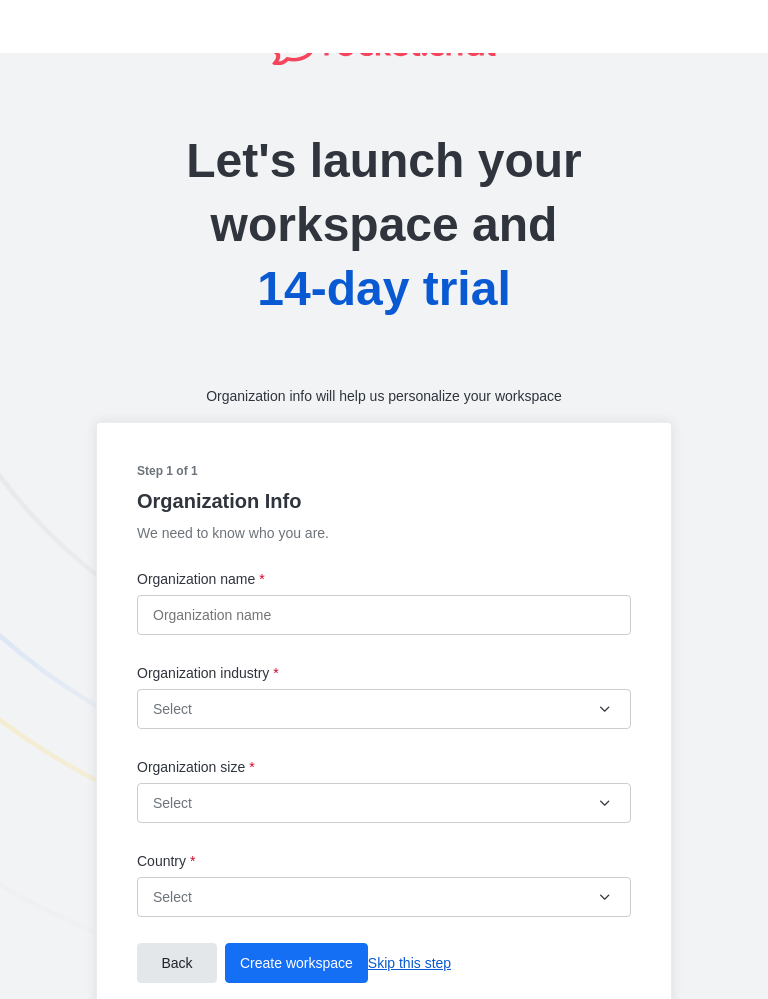 Let's launch your
workspace and
14-day trial
Organization info will help us personalize your workspace
Step 1 of 1
Organization Info
We need to know who you are.
Organization name *
Organization name
Organization industry *
Select
Organization size *
Select
Country *
Select
Back Create workspace Skip this step